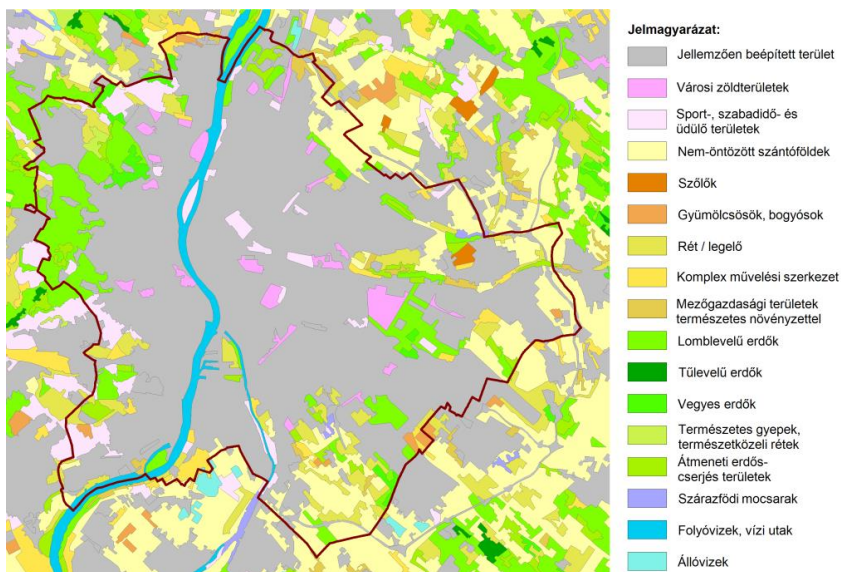 Jelmagyarázat:
Jellemzően beépített terület
Városi zöldterületek
Sport-, szabadidő- és
üdülő területek
Nem-öntözött szántóföldek
Szőlők
Gyümölcsösök, bogyósok
Rét / legelő
Komplex művelési szerkezet
Mezőgazdasági területek
természetes növényzettel
Lomblevelű erdők
Tűlevelű erdők
Vegyes erdők
Természetes gyepek,
természetközeli rétek
Átmeneti erdős-
cserjés területek
Szárazfödi mocsarak
Folyóvizek, vízi utak
Állóvizek